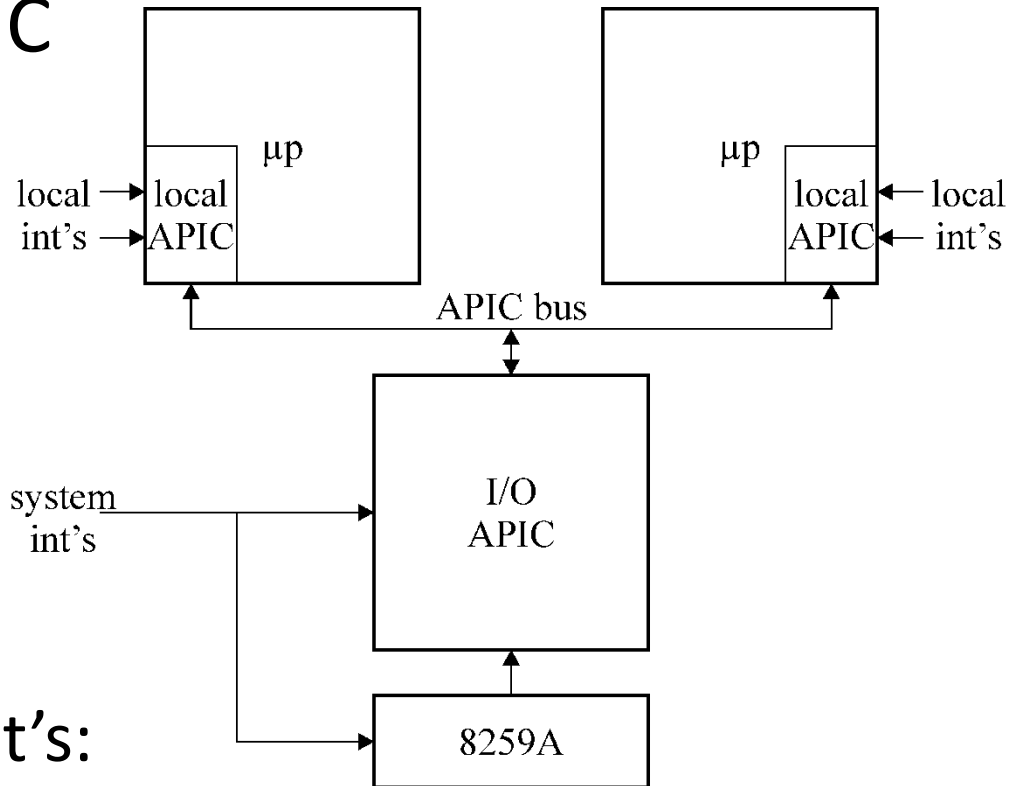 C
µp
µp
local
int's
local
APIC
local
APIC
local
int's
APIC bus
system
int's
I/O
APIC
t’s:
8259A